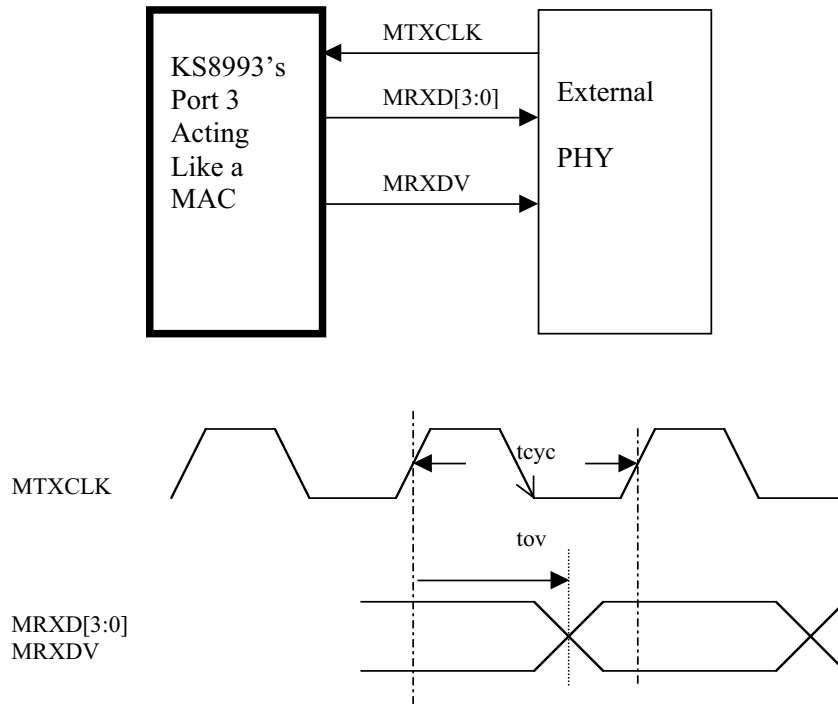 MTXCLK
KS8993's
Port 3
Acting
Like a
MAC
MRXD[3:0]
External
PHY
MRXDV
tcyc
MTXCLK
tov
MRXD[3:0]
MRXDV